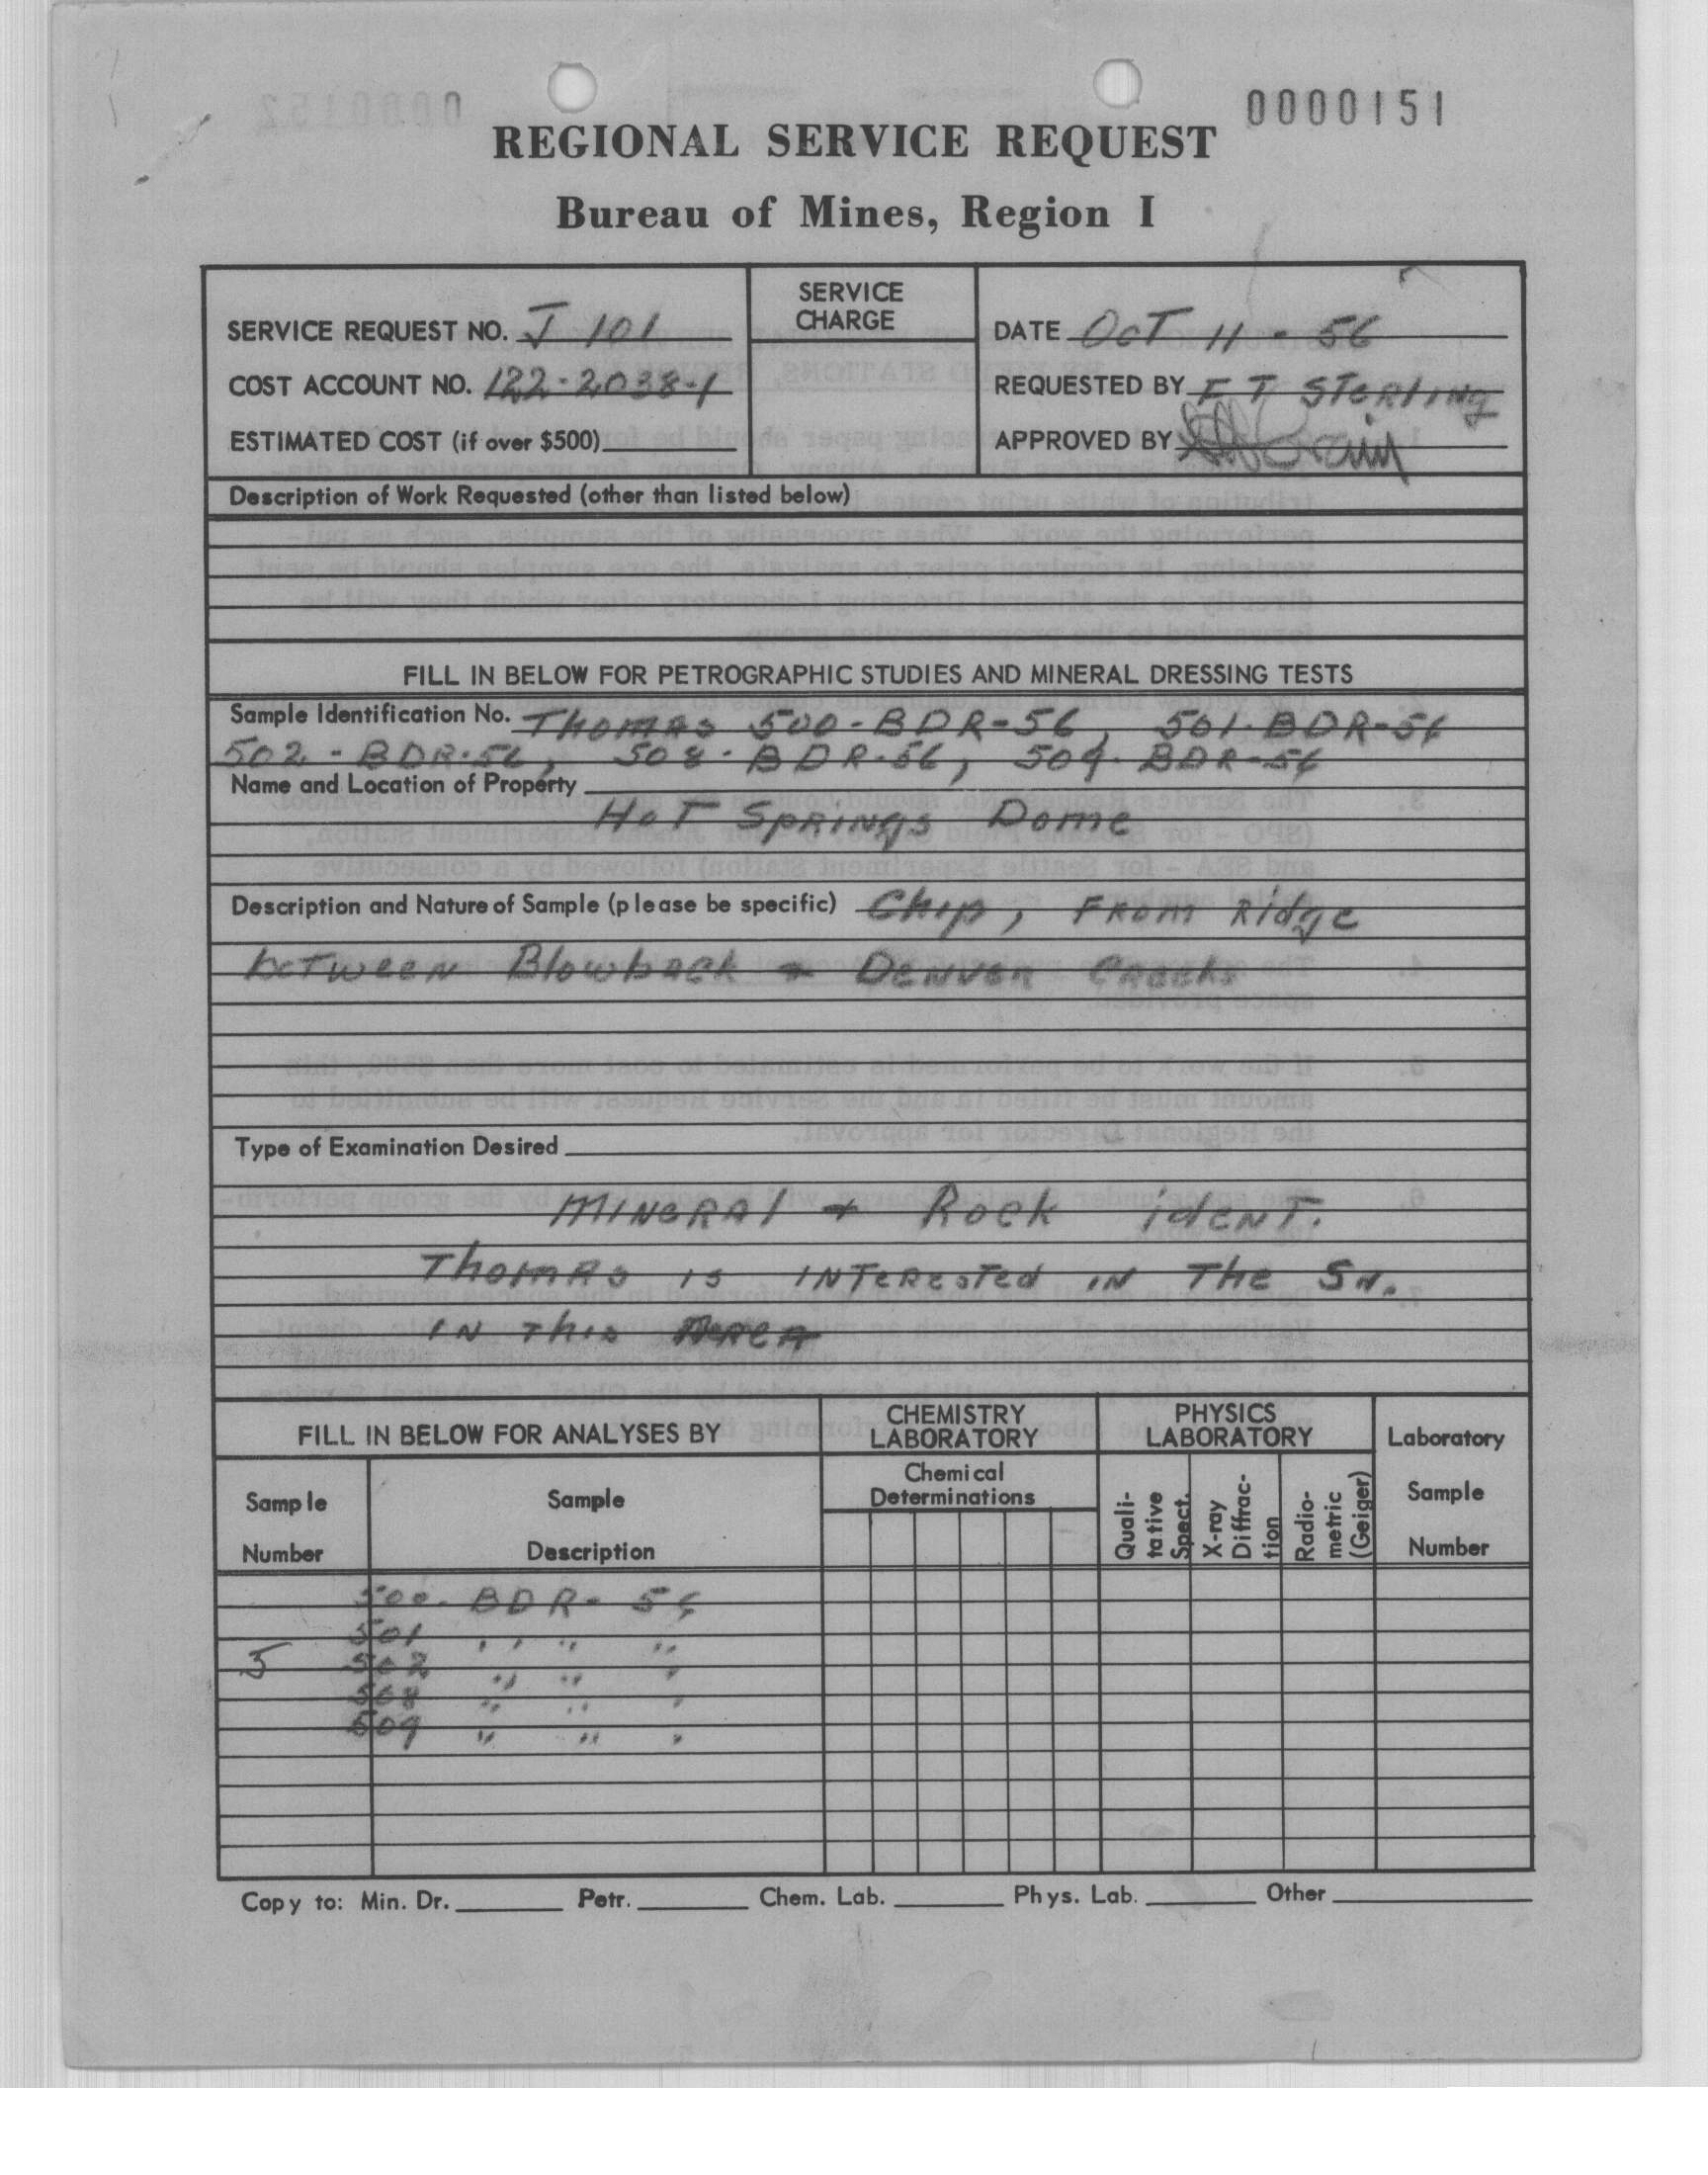 0000151
REGIONAL SERVICE REQUEST
Bureau of Mines, Region I
SERVICE REQUEST NO. J 101
COST ACCOUNT NO. 122-2038-1
ESTIMATED COST (if over $500)
SERVICE
CHARGE
DATE OCT 11 - 56
REQUESTED BY F T STERLING
APPROVED BY
Description of Work Requested (other than listed below)
FILL IN BELOW FOR PETROGRAPHIC STUDIES AND MINERAL DRESSING TESTS
Sample Identification No. THOMAS 500-BDR-56, 501-BDR-56
502-BDR-56, 508-BDR-56, 509-BDR-56
Name and Location of Property
HOT SPRINGS DOME
Description and Nature of Sample (please be specific) Chip, FROM Ridge
beTween Blowback + DENVER CReeks
Type of Examination Desired
MINERAl + Rock idENT.
ThomAs is INTeResTed iN The SN.
IN This AReA
FILL IN BELOW FOR ANALYSES BY
CHEMISTRY
LABORATORY
PHYSICS
LABORATORY
Laboratory
Sample
Number
Sample
Number
Sample
Description
Chemical
Determinations
Quali-
tative
Spect.
X-ray
Diffrac-
tion
Radio-
metric
(Geiger)
500-BDR-56
501 " " "
5 502 " " "
508 " " "
509 " " "
Copy to: Min. Dr. Petr. Chem. Lab. Phys. Lab. Other